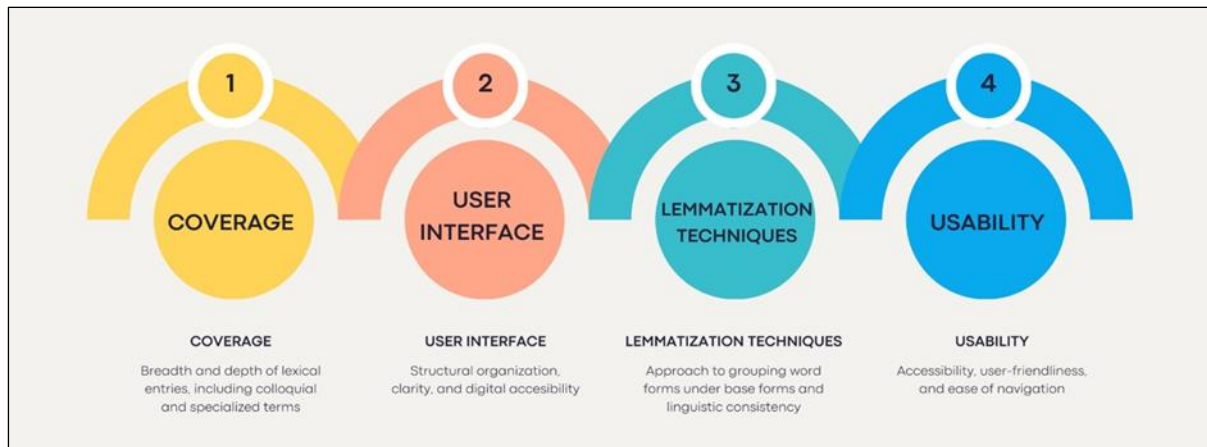 1
2
3
4
COVERAGE
USER
INTERFACE
LEMMATIZATION
TECHNIQUES
USABILITY
COVERAGE
Breadth and depth of lexical
entries, including colloquial
and specialized terms
USER INTERFACE
Structural organization,
clarity, and digital accesibility
LEMMATIZATION TECHNIQUES
Approach to grouping word
forms under base forms and
linguistic consistency
USABILITY
Accessibility, user-friendliness,
and ease of navigation